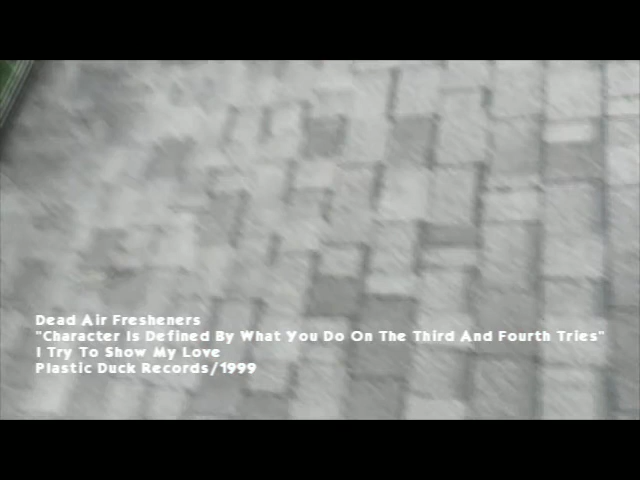 Dead Air Fresheners
"Character Is Defined By What You Do On The Third And Fourth Tries"
I Try To Show My Love
Plastic Duck Records/1999